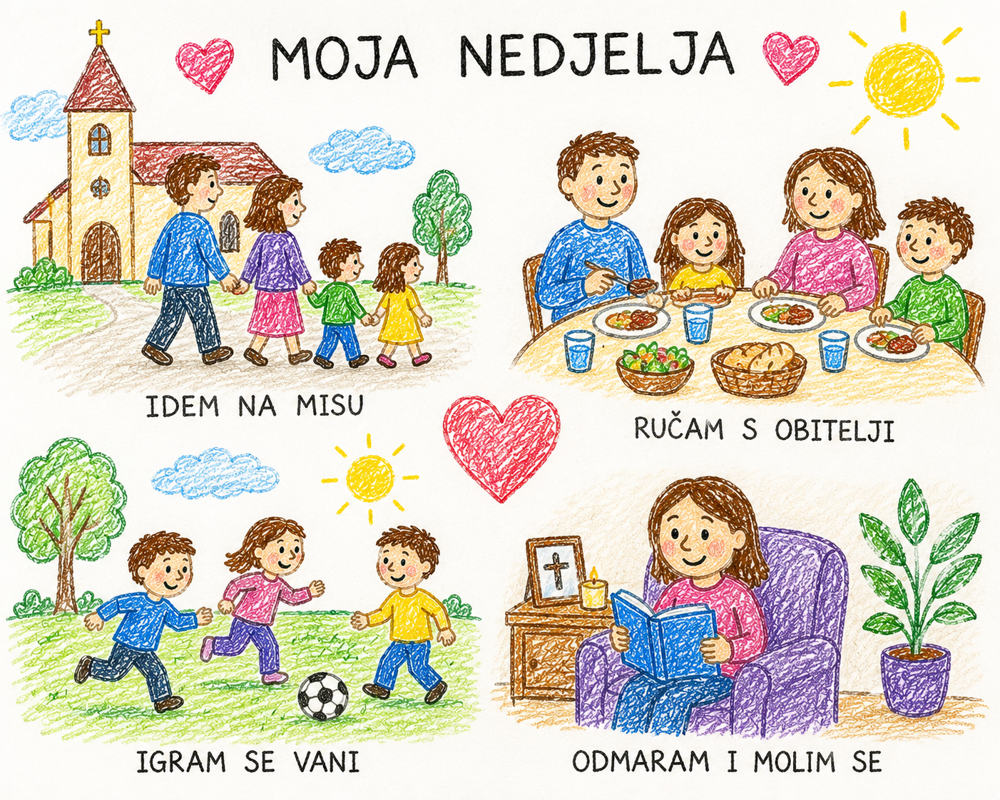 MOJA NEDJELJA
IDEM NA MISU
RUČAM S OBITELJI
IGRAM SE VANI
ODMARAM I MOLIM SE